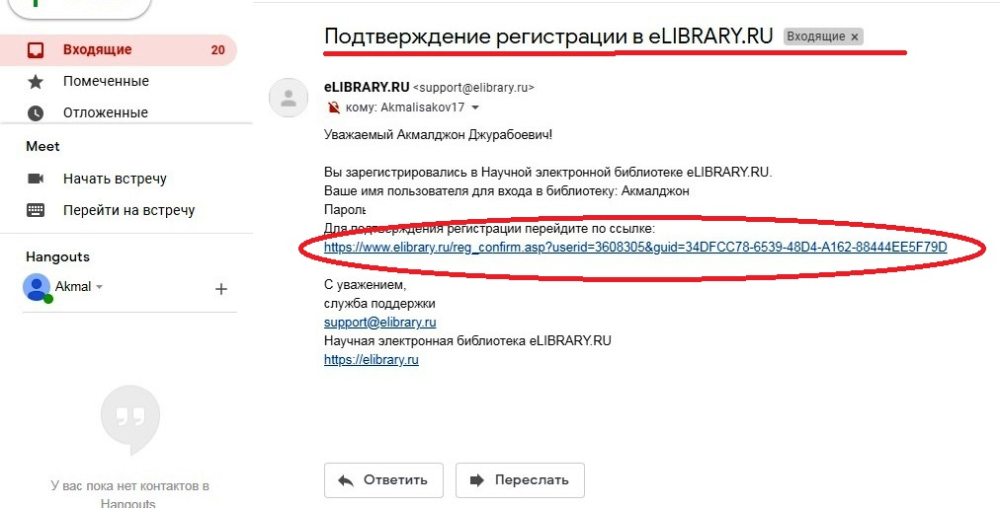 Входящие 20
Помеченные
Отложенные
Meet
Начать встречу
Перейти на встречу
Hangouts
Akmal
У вас пока нет контактов в
Hangouts
Подтверждение регистрации в eLIBRARY.RU Входящие ×
eLIBRARY.RU <support@elibrary.ru>
кому: Akmalisakov17
Уважаемый Акмалджон Джурабоевич!
Вы зарегистрировались в Научной электронной библиотеке eLIBRARY.RU.
Ваше имя пользователя для входа в библиотеку: Акмалджон
Пароль
Для подтверждения регистрации перейдите по ссылке:
https://www.elibrary.ru/reg_confirm.asp?userid=3608305&guid=34DFCC78-6539-48D4-A162-88444EE5F79D
С уважением,
служба поддержки
support@elibrary.ru
Научная электронная библиотека eLIBRARY.RU
https://elibrary.ru
Ответить Переслать